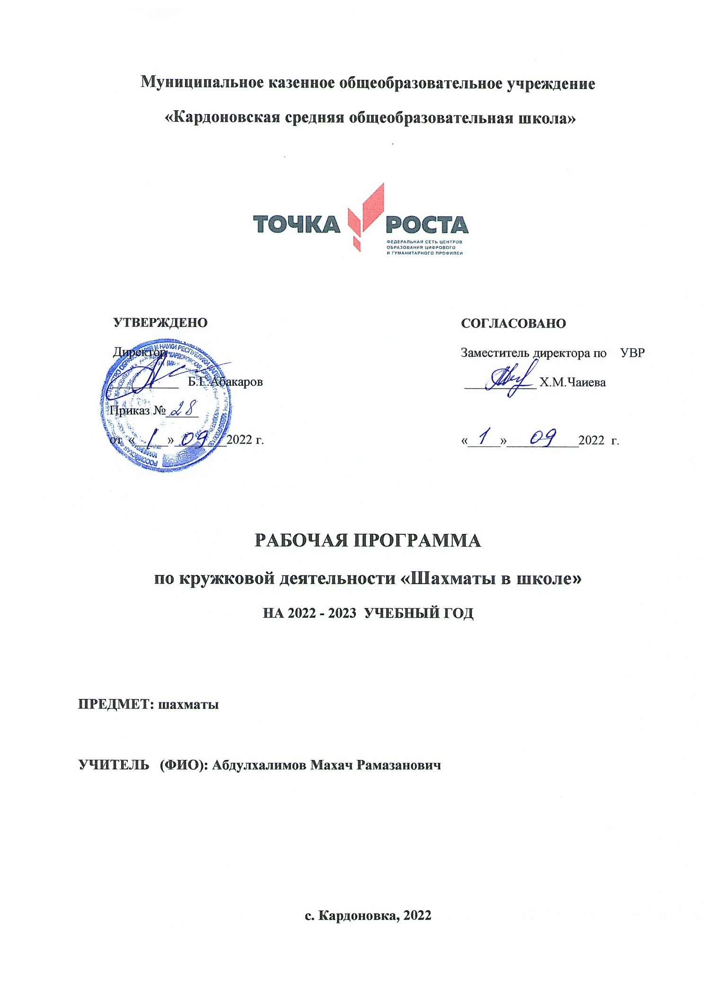 Муниципальное казенное общеобразовательное учреждение
«Кардоновская средняя общеобразовательная школа»
ТОЧКА РОСТА
ФЕДЕРАЛЬНАЯ СЕТЬ ЦЕНТРОВ
ОБРАЗОВАНИЯ ЦИФРОВОГО
И ГУМАНИТАРНОГО ПРОФИЛЕЙ
УТВЕРЖДЕНО
Директор
Б.Г.Абакаров
Приказ № 28
от «1» 09 2022 г.
СОГЛАСОВАНО
Заместитель директора по УВР
Х.М.Чаиева
«1» 09 2022 г.
РАБОЧАЯ ПРОГРАММА
по кружковой деятельности «Шахматы в школе»
НА 2022 - 2023 УЧЕБНЫЙ ГОД
ПРЕДМЕТ: шахматы
УЧИТЕЛЬ (ФИО): Абдулхалимов Махач Рамазанович
с. Кардоновка, 2022